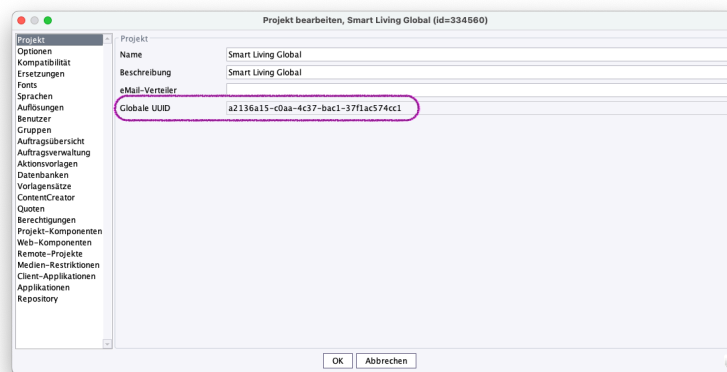 Projekt bearbeiten, Smart Living Global (id=334560)
Projekt
Optionen
Kompatibilität
Ersetzungen
Fonts
Sprachen
Auflösungen
Benutzer
Gruppen
Auftragsübersicht
Auftragsverwaltung
Aktionsvorlagen
Datenbanken
Vorlagensätze
ContentCreator
Quoten
Berechtigungen
Projekt-Komponenten
Web-Komponenten
Remote-Projekte
Medien-Restriktionen
Client-Applikationen
Applikationen
Repository
Projekt
Name Smart Living Global
Beschreibung Smart Living Global
eMail-Verteiler
Globale UUID a2136a15-c0aa-4c37-bac1-37f1ac574cc1
OK Abbrechen